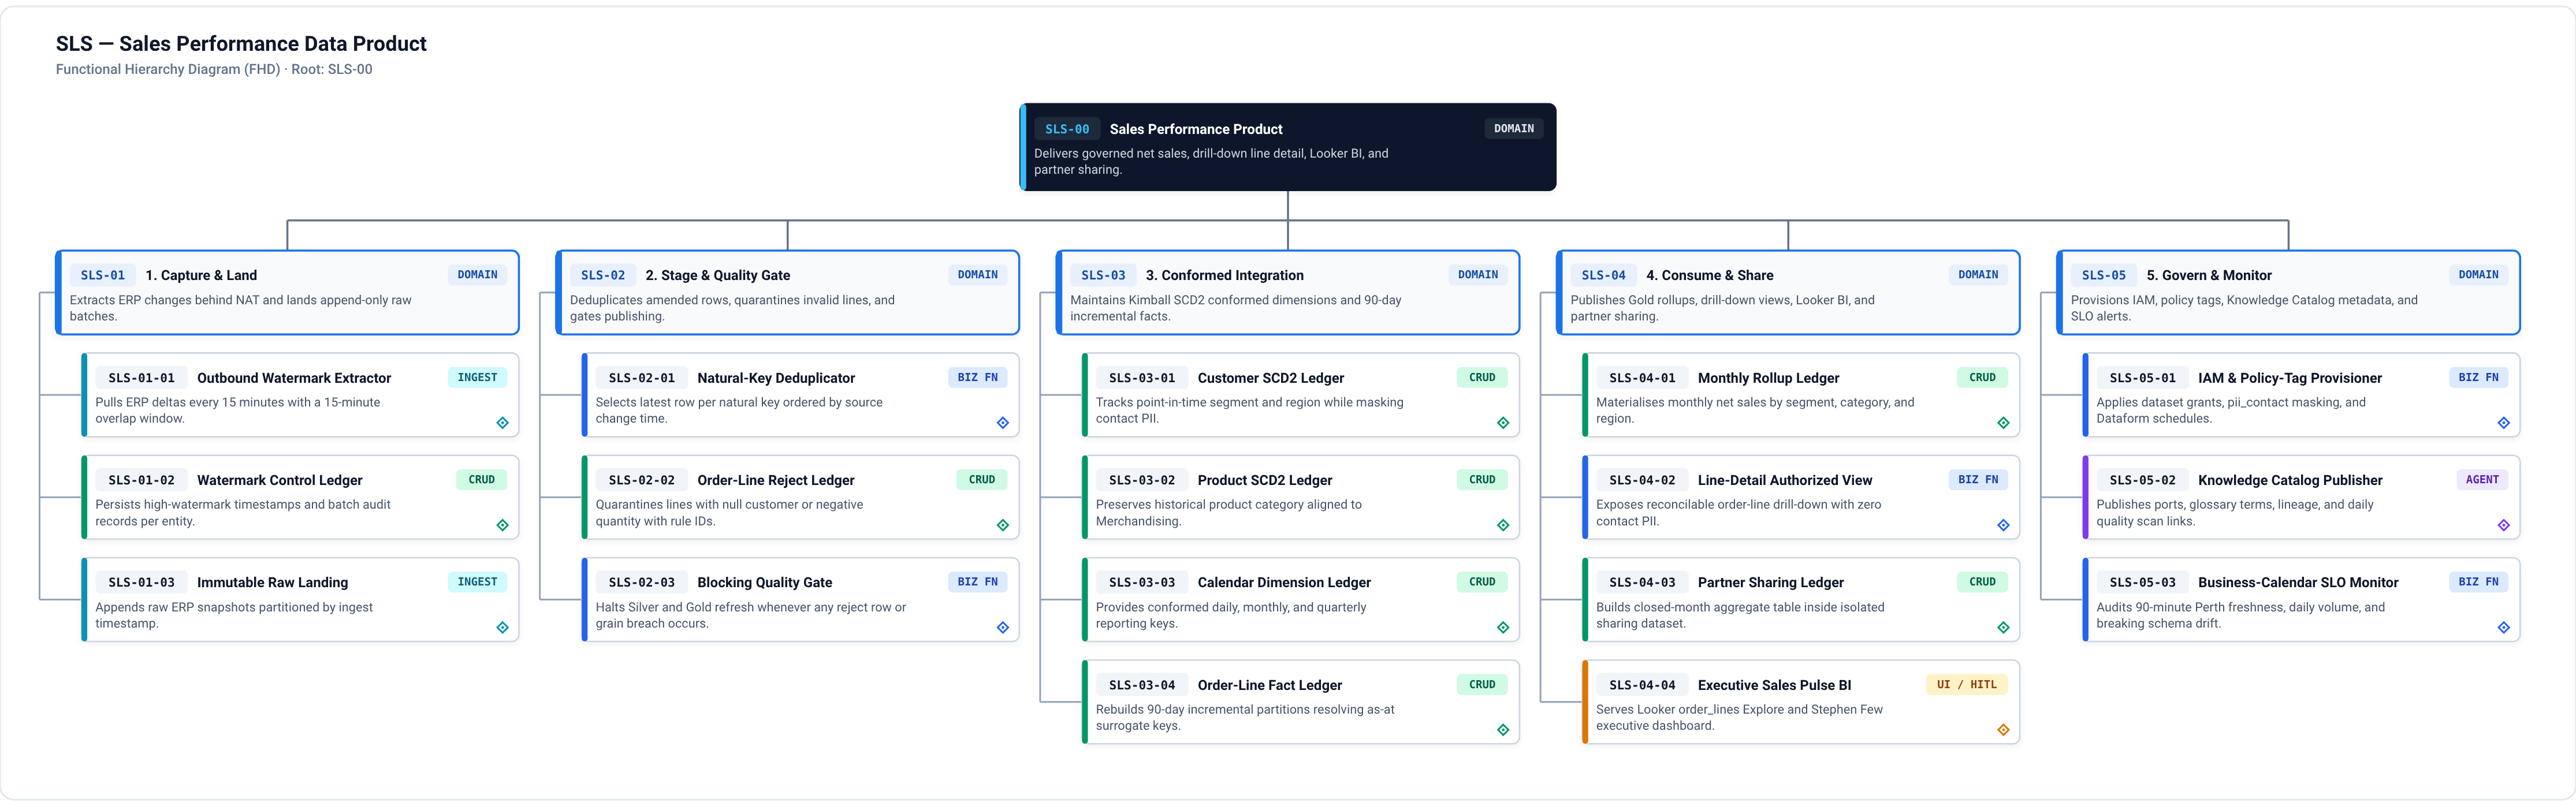 SLS — Sales Performance Data Product
Functional Hierarchy Diagram (FHD) · Root: SLS-00
SLS-00 Sales Performance Product DOMAIN
Delivers governed net sales, drill-down line detail, Looker BI, and
partner sharing.
SLS-01 1. Capture & Land DOMAIN
Extracts ERP changes behind NAT and lands append-only raw
batches.
SLS-01-01 Outbound Watermark Extractor INGEST
Pulls ERP deltas every 15 minutes with a 15-minute
overlap window.
SLS-01-02 Watermark Control Ledger CRUD
Persists high-watermark timestamps and batch audit
records per entity.
SLS-01-03 Immutable Raw Landing INGEST
Appends raw ERP snapshots partitioned by ingest
timestamp.
SLS-02 2. Stage & Quality Gate DOMAIN
Deduplicates amended rows, quarantines invalid lines, and
gates publishing.
SLS-02-01 Natural-Key Deduplicator BIZ FN
Selects latest row per natural key ordered by source
change time.
SLS-02-02 Order-Line Reject Ledger CRUD
Quarantines lines with null customer or negative
quantity with rule IDs.
SLS-02-03 Blocking Quality Gate BIZ FN
Halts Silver and Gold refresh whenever any reject row or
grain breach occurs.
SLS-03 3. Conformed Integration DOMAIN
Maintains Kimball SCD2 conformed dimensions and 90-day
incremental facts.
SLS-03-01 Customer SCD2 Ledger CRUD
Tracks point-in-time segment and region while masking
contact PII.
SLS-03-02 Product SCD2 Ledger CRUD
Preserves historical product category aligned to
Merchandising.
SLS-03-03 Calendar Dimension Ledger CRUD
Provides conformed daily, monthly, and quarterly
reporting keys.
SLS-03-04 Order-Line Fact Ledger CRUD
Rebuilds 90-day incremental partitions resolving as-at
surrogate keys.
SLS-04 4. Consume & Share DOMAIN
Publishes Gold rollups, drill-down views, Looker BI, and
partner sharing.
SLS-04-01 Monthly Rollup Ledger CRUD
Materialises monthly net sales by segment, category, and
region.
SLS-04-02 Line-Detail Authorized View BIZ FN
Exposes reconcilable order-line drill-down with zero
contact PII.
SLS-04-03 Partner Sharing Ledger CRUD
Builds closed-month aggregate table inside isolated
sharing dataset.
SLS-04-04 Executive Sales Pulse BI UI / HITL
Serves Looker order_lines Explore and Stephen Few
executive dashboard.
SLS-05 5. Govern & Monitor DOMAIN
Provisions IAM, policy tags, Knowledge Catalog metadata, and
SLO alerts.
SLS-05-01 IAM & Policy-Tag Provisioner BIZ FN
Applies dataset grants, pii_contact masking, and
Dataform schedules.
SLS-05-02 Knowledge Catalog Publisher AGENT
Publishes ports, glossary terms, lineage, and daily
quality scan links.
SLS-05-03 Business-Calendar SLO Monitor BIZ FN
Audits 90-minute Perth freshness, daily volume, and
breaking schema drift.